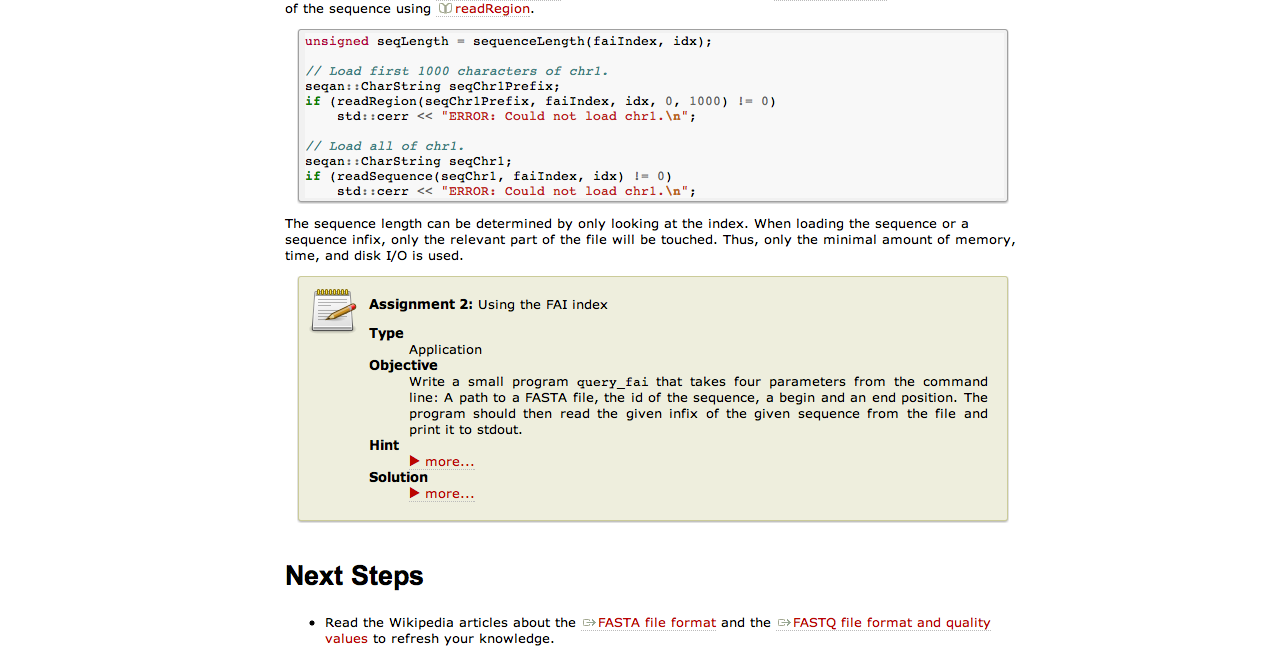 of the sequence using readRegion.
unsigned seqLength = sequenceLength(faiIndex, idx);
// Load first 1000 characters of chr1.
seqan::CharString seqChr1Prefix;
if (readRegion(seqChr1Prefix, faiIndex, idx, 0, 1000) != 0)
    std::cerr << "ERROR: Could not load chr1.\n";
// Load all of chr1.
seqan::CharString seqChr1;
if (readSequence(seqChr1, faiIndex, idx) != 0)
    std::cerr << "ERROR: Could not load chr1.\n";
The sequence length can be determined by only looking at the index. When loading the sequence or a
sequence infix, only the relevant part of the file will be touched. Thus, only the minimal amount of memory,
time, and disk I/O is used.
Assignment 2: Using the FAI index
Type
Application
Objective
Write a small program query_fai that takes four parameters from the command
line: A path to a FASTA file, the id of the sequence, a begin and an end position. The
program should then read the given infix of the given sequence from the file and
print it to stdout.
Hint
▶ more...
Solution
▶ more...
Next Steps
• Read the Wikipedia articles about the FASTA file format and the FASTQ file format and quality
values to refresh your knowledge.